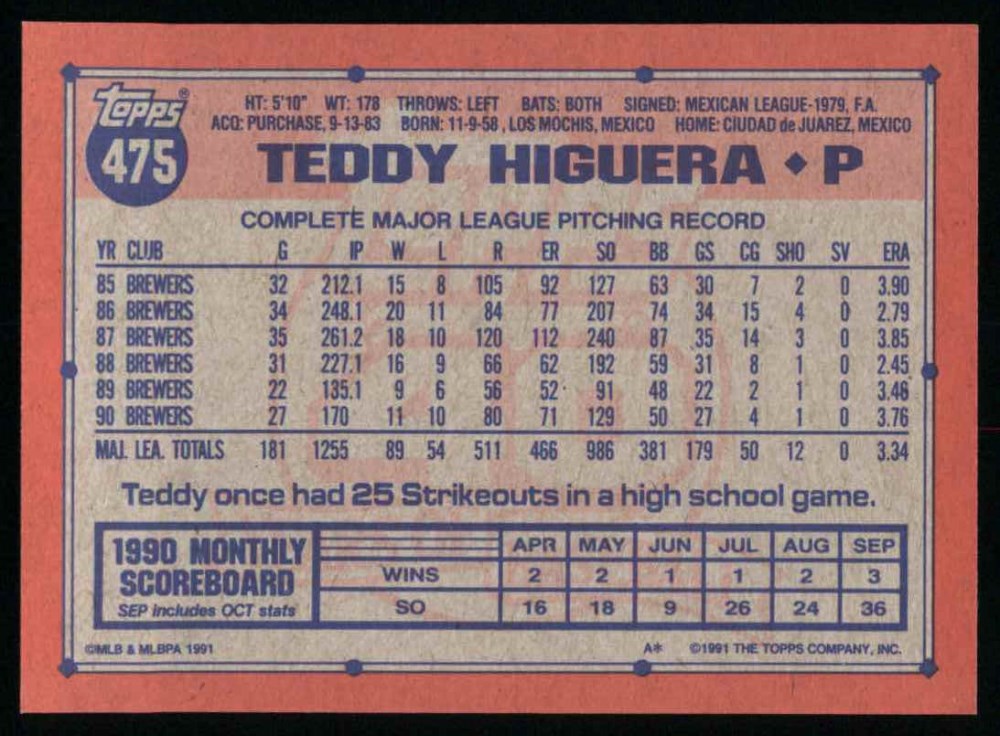 Topps®
475
HT: 5'10" WT: 178 THROWS: LEFT BATS: BOTH SIGNED: MEXICAN LEAGUE-1979, F.A.
ACQ: PURCHASE, 9-13-83 BORN: 11-9-58, LOS MOCHIS, MEXICO HOME: CIUDAD de JUAREZ, MEXICO
TEDDY HIGUERA ♦ P
COMPLETE MAJOR LEAGUE PITCHING RECORD
YR CLUB G IP W L R ER SO BB GS CG SHO SV ERA
85 BREWERS 32 212.1 15 8 105 92 127 63 30 7 2 0 3.90
86 BREWERS 34 248.1 20 11 84 77 207 74 34 15 4 0 2.79
87 BREWERS 35 261.2 18 10 120 112 240 87 35 14 3 0 3.85
88 BREWERS 31 227.1 16 9 66 62 192 59 31 8 1 0 2.45
89 BREWERS 22 135.1 9 6 56 52 91 48 22 2 1 0 3.46
90 BREWERS 27 170 11 10 80 71 129 50 27 4 1 0 3.76
MAJ. LEA. TOTALS 181 1255 89 54 511 466 986 381 179 50 12 0 3.34
Teddy once had 25 Strikeouts in a high school game.
1990 MONTHLY
SCOREBOARD
SEP includes OCT stats
APR MAY JUN JUL AUG SEP
WINS 2 2 1 1 2 3
SO 16 18 9 26 24 36
©MLB & MLBPA 1991 A* ©1991 THE TOPPS COMPANY, INC.